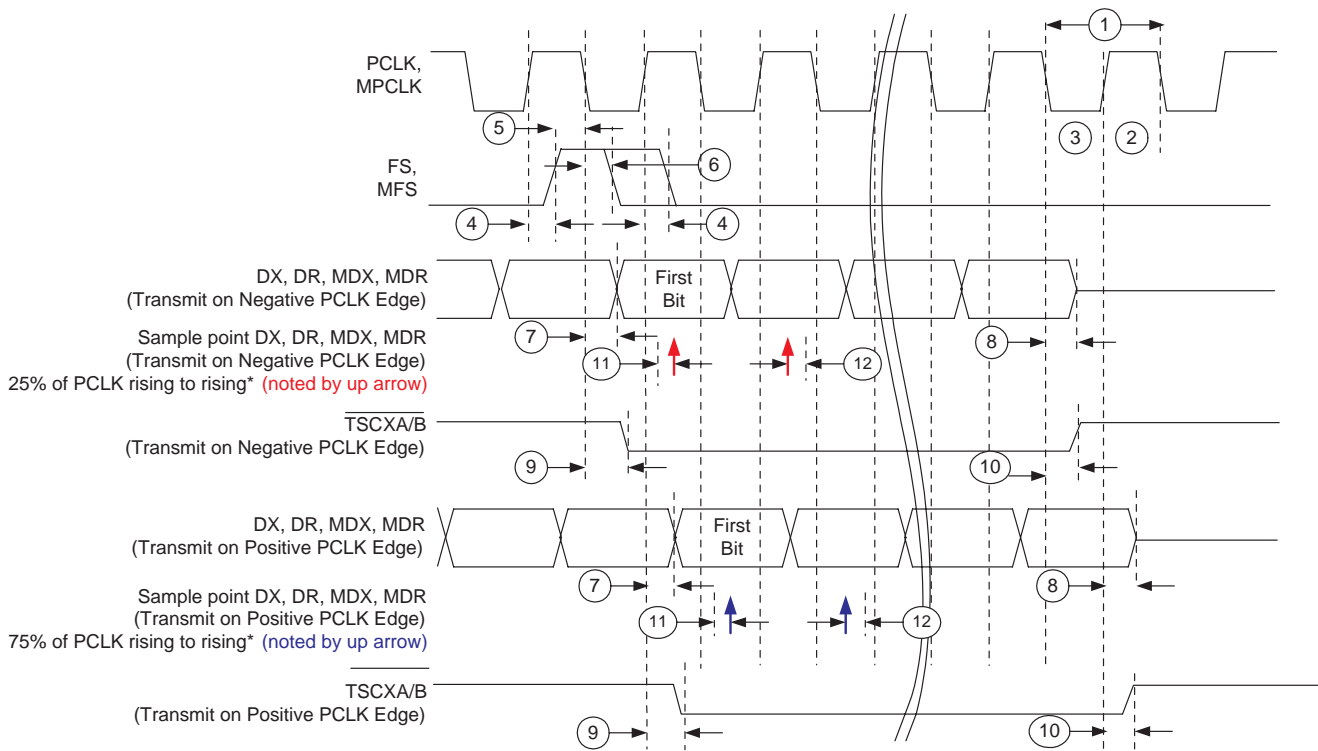 1
PCLK,
MPCLK
5
3
2
FS,
MFS
6
4
4
DX, DR, MDX, MDR
(Transmit on Negative PCLK Edge)
First
Bit
7
8
Sample point DX, DR, MDX, MDR
(Transmit on Negative PCLK Edge)
25% of PCLK rising to rising* (noted by up arrow)
11
12
TSCXA/B
(Transmit on Negative PCLK Edge)
9
10
DX, DR, MDX, MDR
(Transmit on Positive PCLK Edge)
First
Bit
7
8
Sample point DX, DR, MDX, MDR
(Transmit on Positive PCLK Edge)
75% of PCLK rising to rising* (noted by up arrow)
11
12
TSCXA/B
(Transmit on Positive PCLK Edge)
9
10